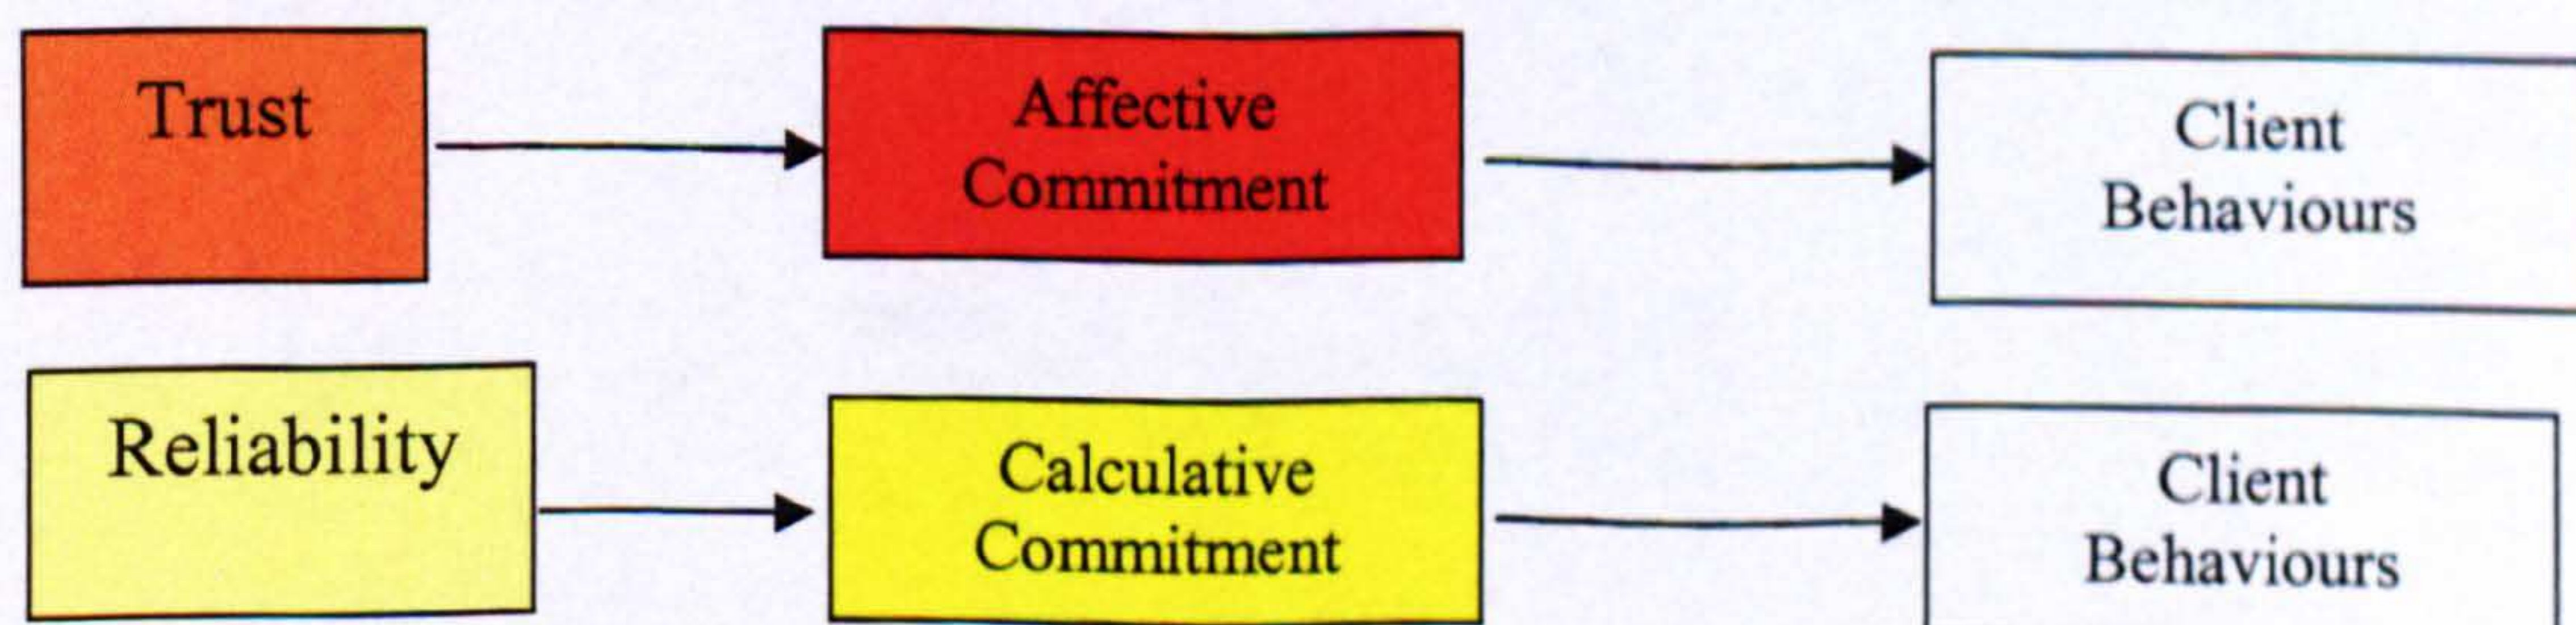 Trust
Affective
Commitment
Client
Behaviours
Reliability
Calculative
Commitment
Client
Behaviours